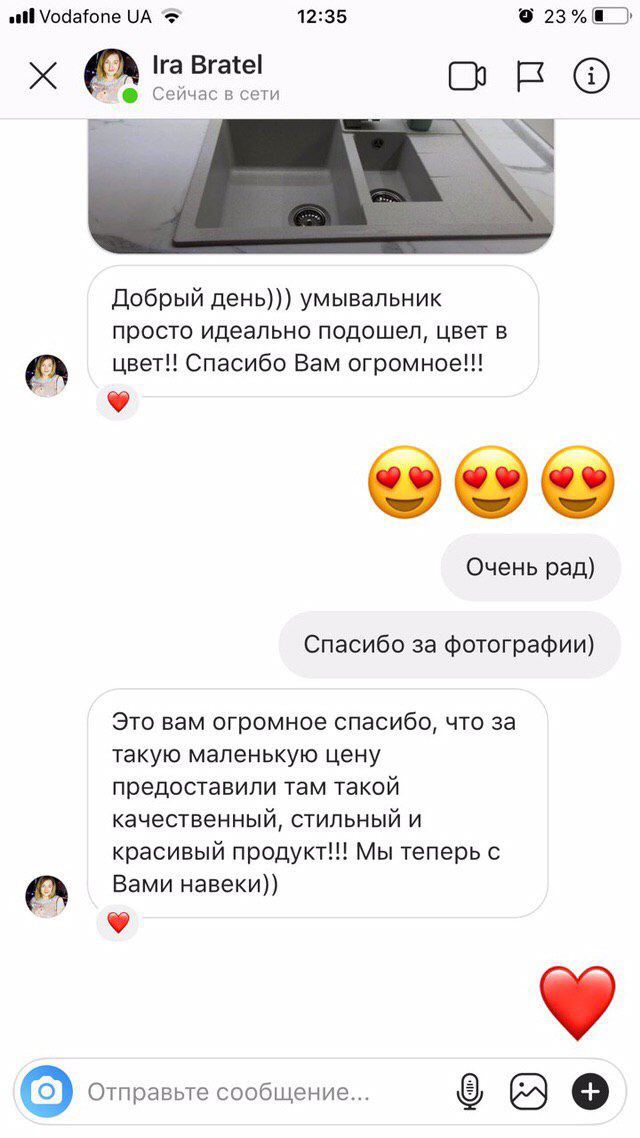 Vodafone UA 12:35 23 %
Ira Bratel
Сейчас в сети
Добрый день))) умывальник
просто идеально подошел, цвет в
цвет!! Спасибо Вам огромное!!!
Очень рад)
Спасибо за фотографии)
Это вам огромное спасибо, что за
такую маленькую цену
предоставили там такой
качественный, стильный и
красивый продукт!!! Мы теперь с
Вами навеки))
Отправьте сообщение...